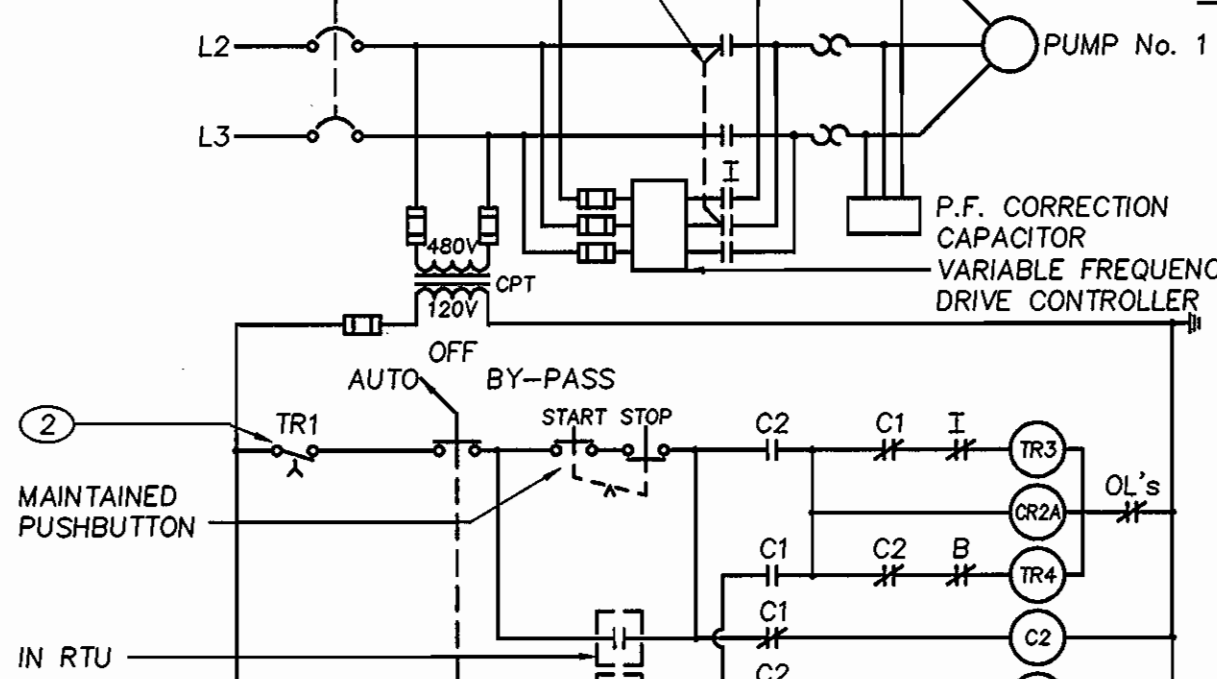 L2
PUMP No. 1
L3
I
P.F. CORRECTION
CAPACITOR
480V
CPT
VARIABLE FREQUENC
120V
DRIVE CONTROLLER
OFF
AUTO
BY-PASS
2
TR1
START STOP
C2
C1
I
TR3
MAINTAINED
PUSHBUTTON
CR2A
OL's
C1
C2
B
TR4
C1
C2
IN RTU
C2